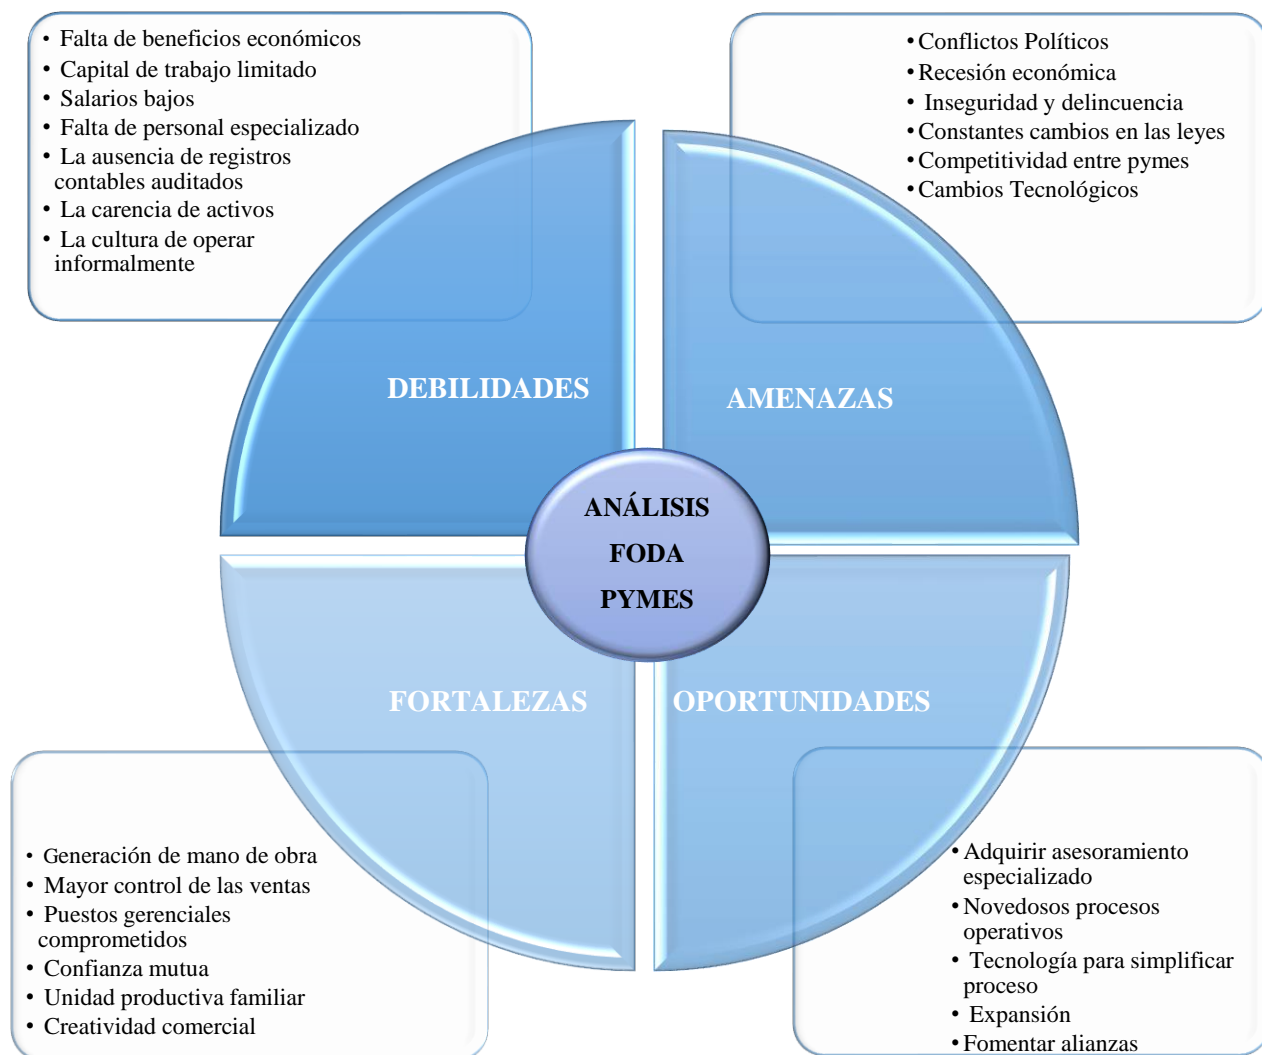 • Falta de beneficios económicos
• Capital de trabajo limitado
• Salarios bajos
• Falta de personal especializado
• La ausencia de registros
contables auditados
• La carencia de activos
• La cultura de operar
informalmente
• Conflictos Políticos
• Recesión económica
• Inseguridad y delincuencia
• Constantes cambios en las leyes
• Competitividad entre pymes
• Cambios Tecnológicos
DEBILIDADES
AMENAZAS
ANÁLISIS
FODA
PYMES
FORTALEZAS
OPORTUNIDADES
• Generación de mano de obra
• Mayor control de las ventas
• Puestos gerenciales
comprometidos
• Confianza mutua
• Unidad productiva familiar
• Creatividad comercial
• Adquirir asesoramiento
especializado
• Novedosos procesos
operativos
• Tecnología para simplificar
proceso
• Expansión
• Fomentar alianzas